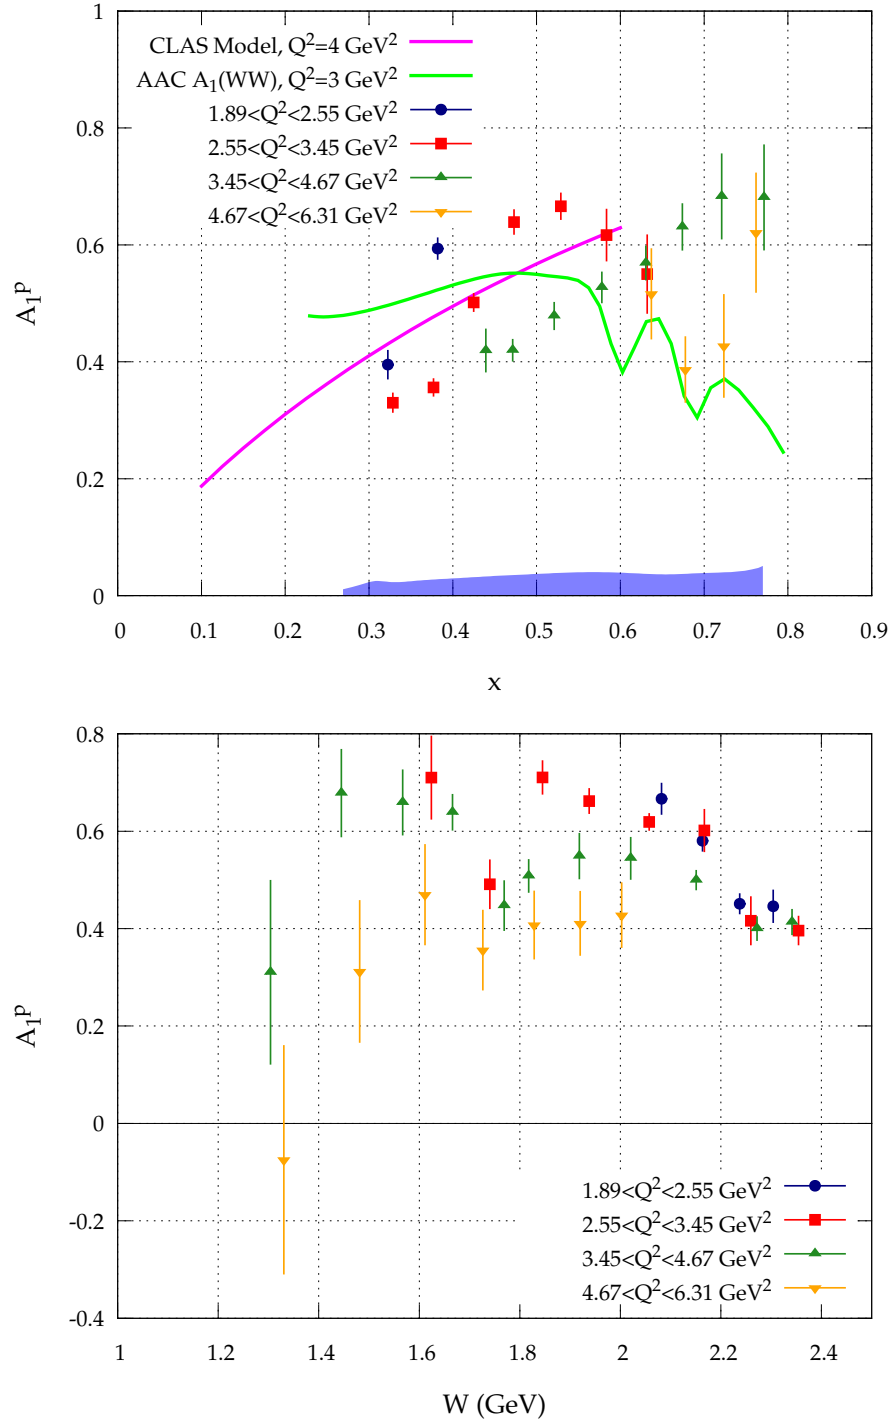 1
CLAS Model, Q²=4 GeV²
AAC A₁(WW), Q²=3 GeV²
0.8
1.89<Q²<2.55 GeV²
2.55<Q²<3.45 GeV²
3.45<Q²<4.67 GeV²
4.67<Q²<6.31 GeV²
0.6
A₁ᵖ
0.4
0.2
0
0 0.1 0.2 0.3 0.4 0.5 0.6 0.7 0.8 0.9
x
0.8
0.6
0.4
0.2
A₁ᵖ
0
1.89<Q²<2.55 GeV²
-0.2
2.55<Q²<3.45 GeV²
3.45<Q²<4.67 GeV²
4.67<Q²<6.31 GeV²
-0.4
1 1.2 1.4 1.6 1.8 2 2.2 2.4
W (GeV)